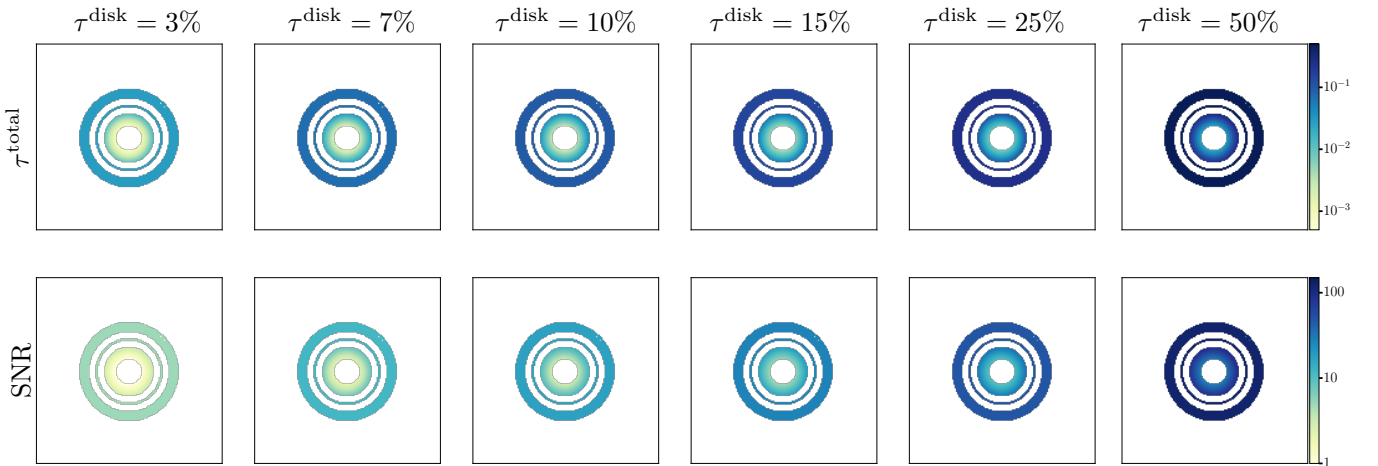 τ^disk = 3% τ^disk = 7% τ^disk = 10% τ^disk = 15% τ^disk = 25% τ^disk = 50%
τ^total
10⁻¹
10⁻²
10⁻³
SNR
100
10
1